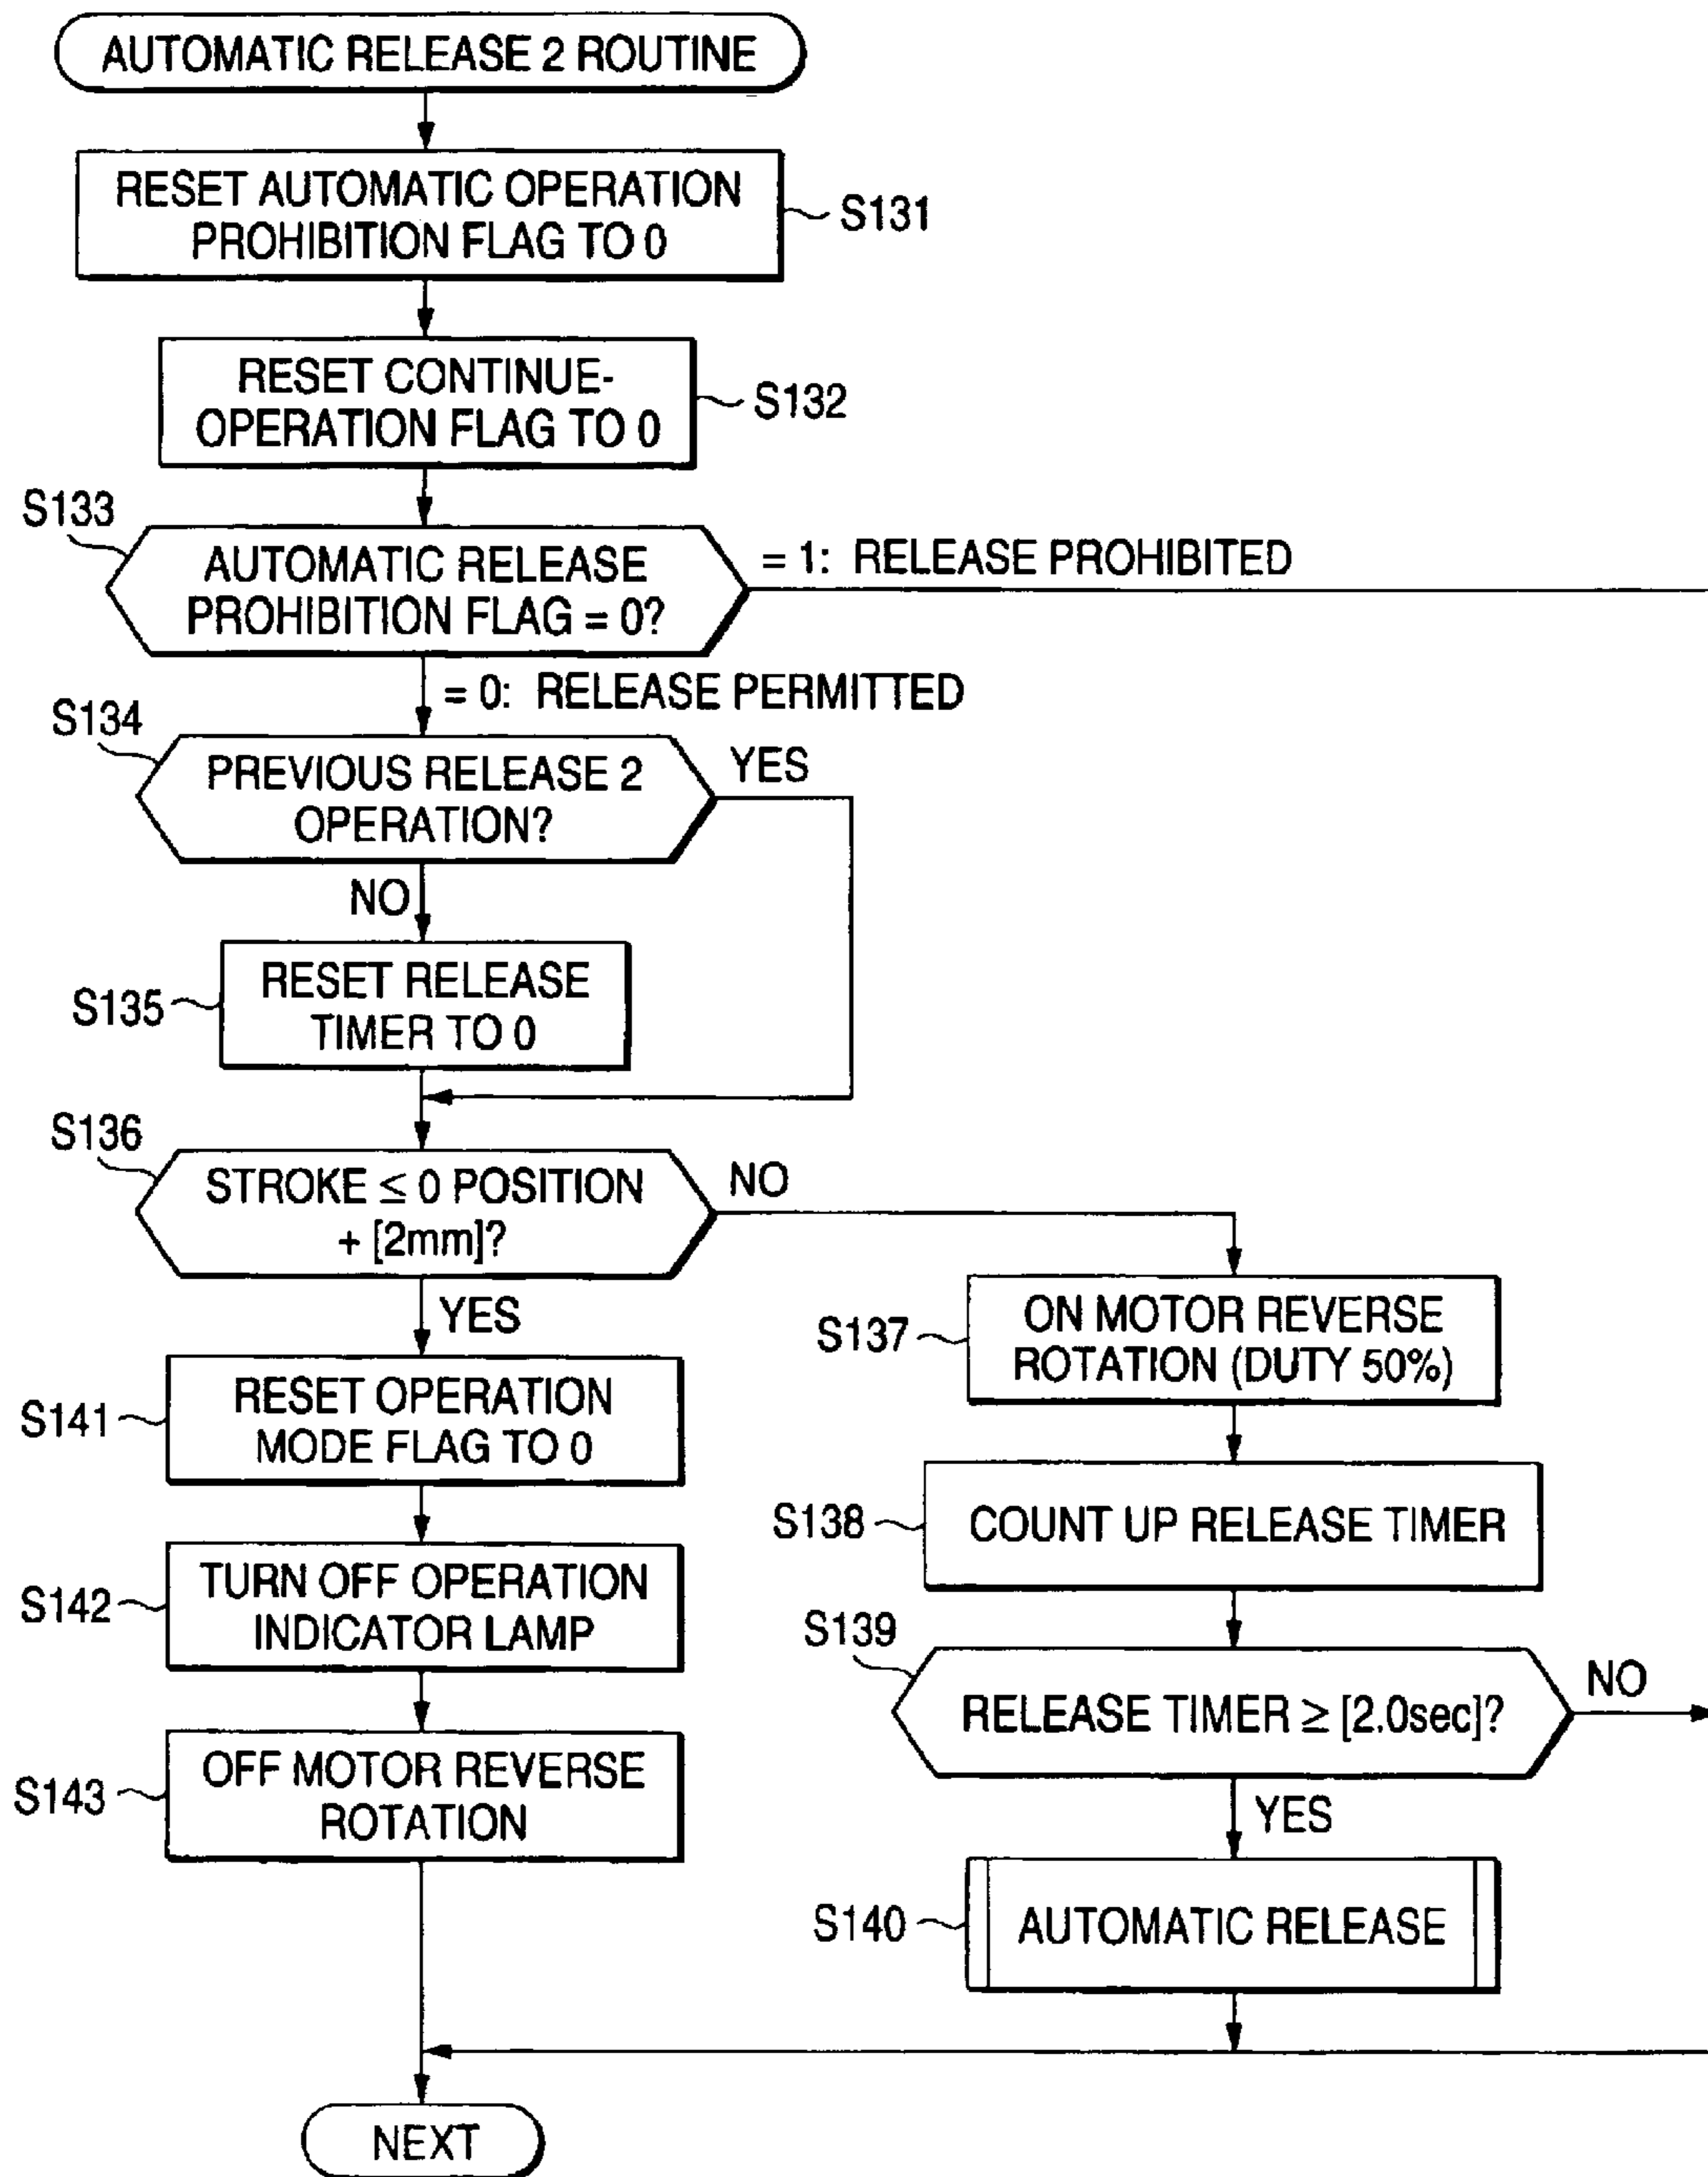 AUTOMATIC RELEASE 2 ROUTINE
RESET AUTOMATIC OPERATION
PROHIBITION FLAG TO 0
S131
RESET CONTINUE-
OPERATION FLAG TO 0
S132
S133
AUTOMATIC RELEASE
PROHIBITION FLAG = 0?
= 1: RELEASE PROHIBITED
= 0: RELEASE PERMITTED
S134
PREVIOUS RELEASE 2
OPERATION?
YES
NO
RESET RELEASE
TIMER TO 0
S135
S136
STROKE ≤ 0 POSITION
+ [2mm]?
NO
YES
S137
ON MOTOR REVERSE
ROTATION (DUTY 50%)
S141
RESET OPERATION
MODE FLAG TO 0
S138
COUNT UP RELEASE TIMER
S142
TURN OFF OPERATION
INDICATOR LAMP
S139
RELEASE TIMER ≥ [2.0sec]?
NO
YES
S143
OFF MOTOR REVERSE
ROTATION
S140
AUTOMATIC RELEASE
NEXT